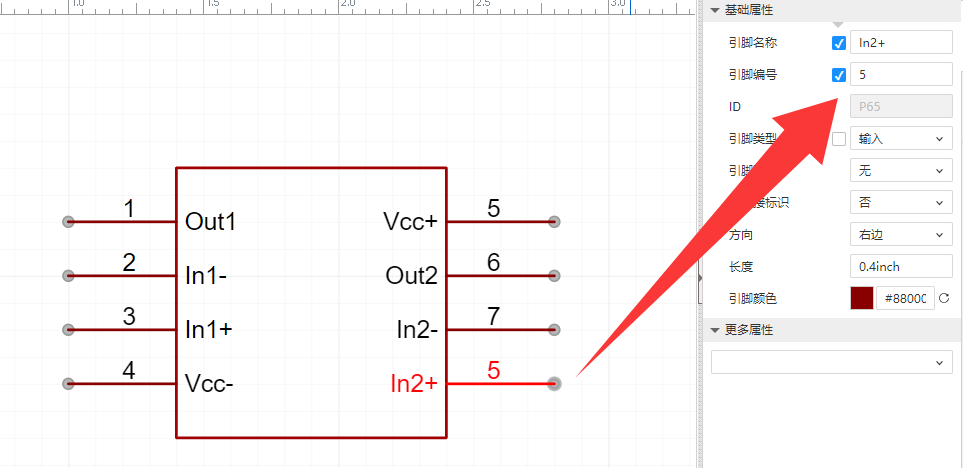 1.0 1.5 2.0 2.5 3.0
基础属性
引脚名称 In2+
引脚编号 5
ID P65
引脚类型 输入
引脚 无
接标识 否
方向 右边
长度 0.4inch
引脚颜色 #8800
更多属性
1 Out1 Vcc+ 5
2 In1- Out2 6
3 In1+ In2- 7
4 Vcc- In2+ 5